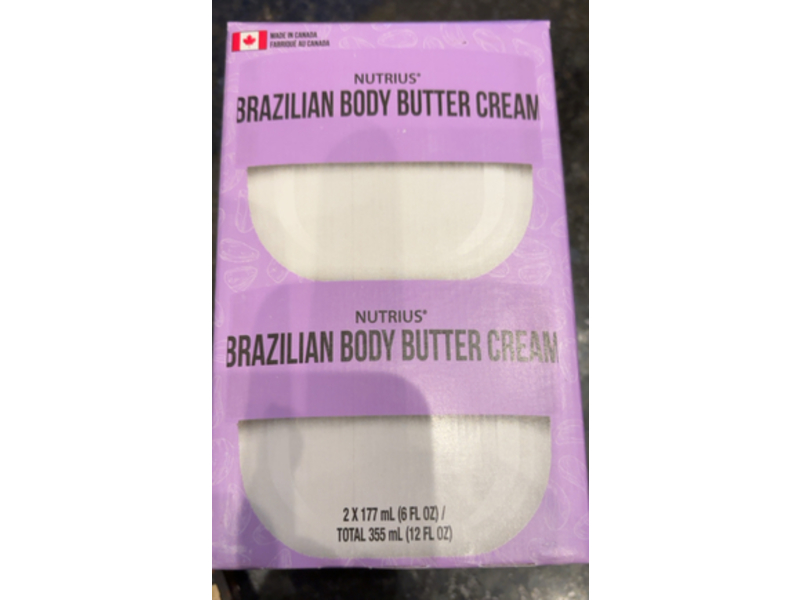 MADE IN CANADA
FABRIQUÉ AU CANADA
NUTRIUS*
BRAZILIAN BODY BUTTER CREAM
NUTRIUS*
BRAZILIAN BODY BUTTER CREAM
2 X 177 mL (6 FL OZ) /
TOTAL 355 mL (12 FL OZ)